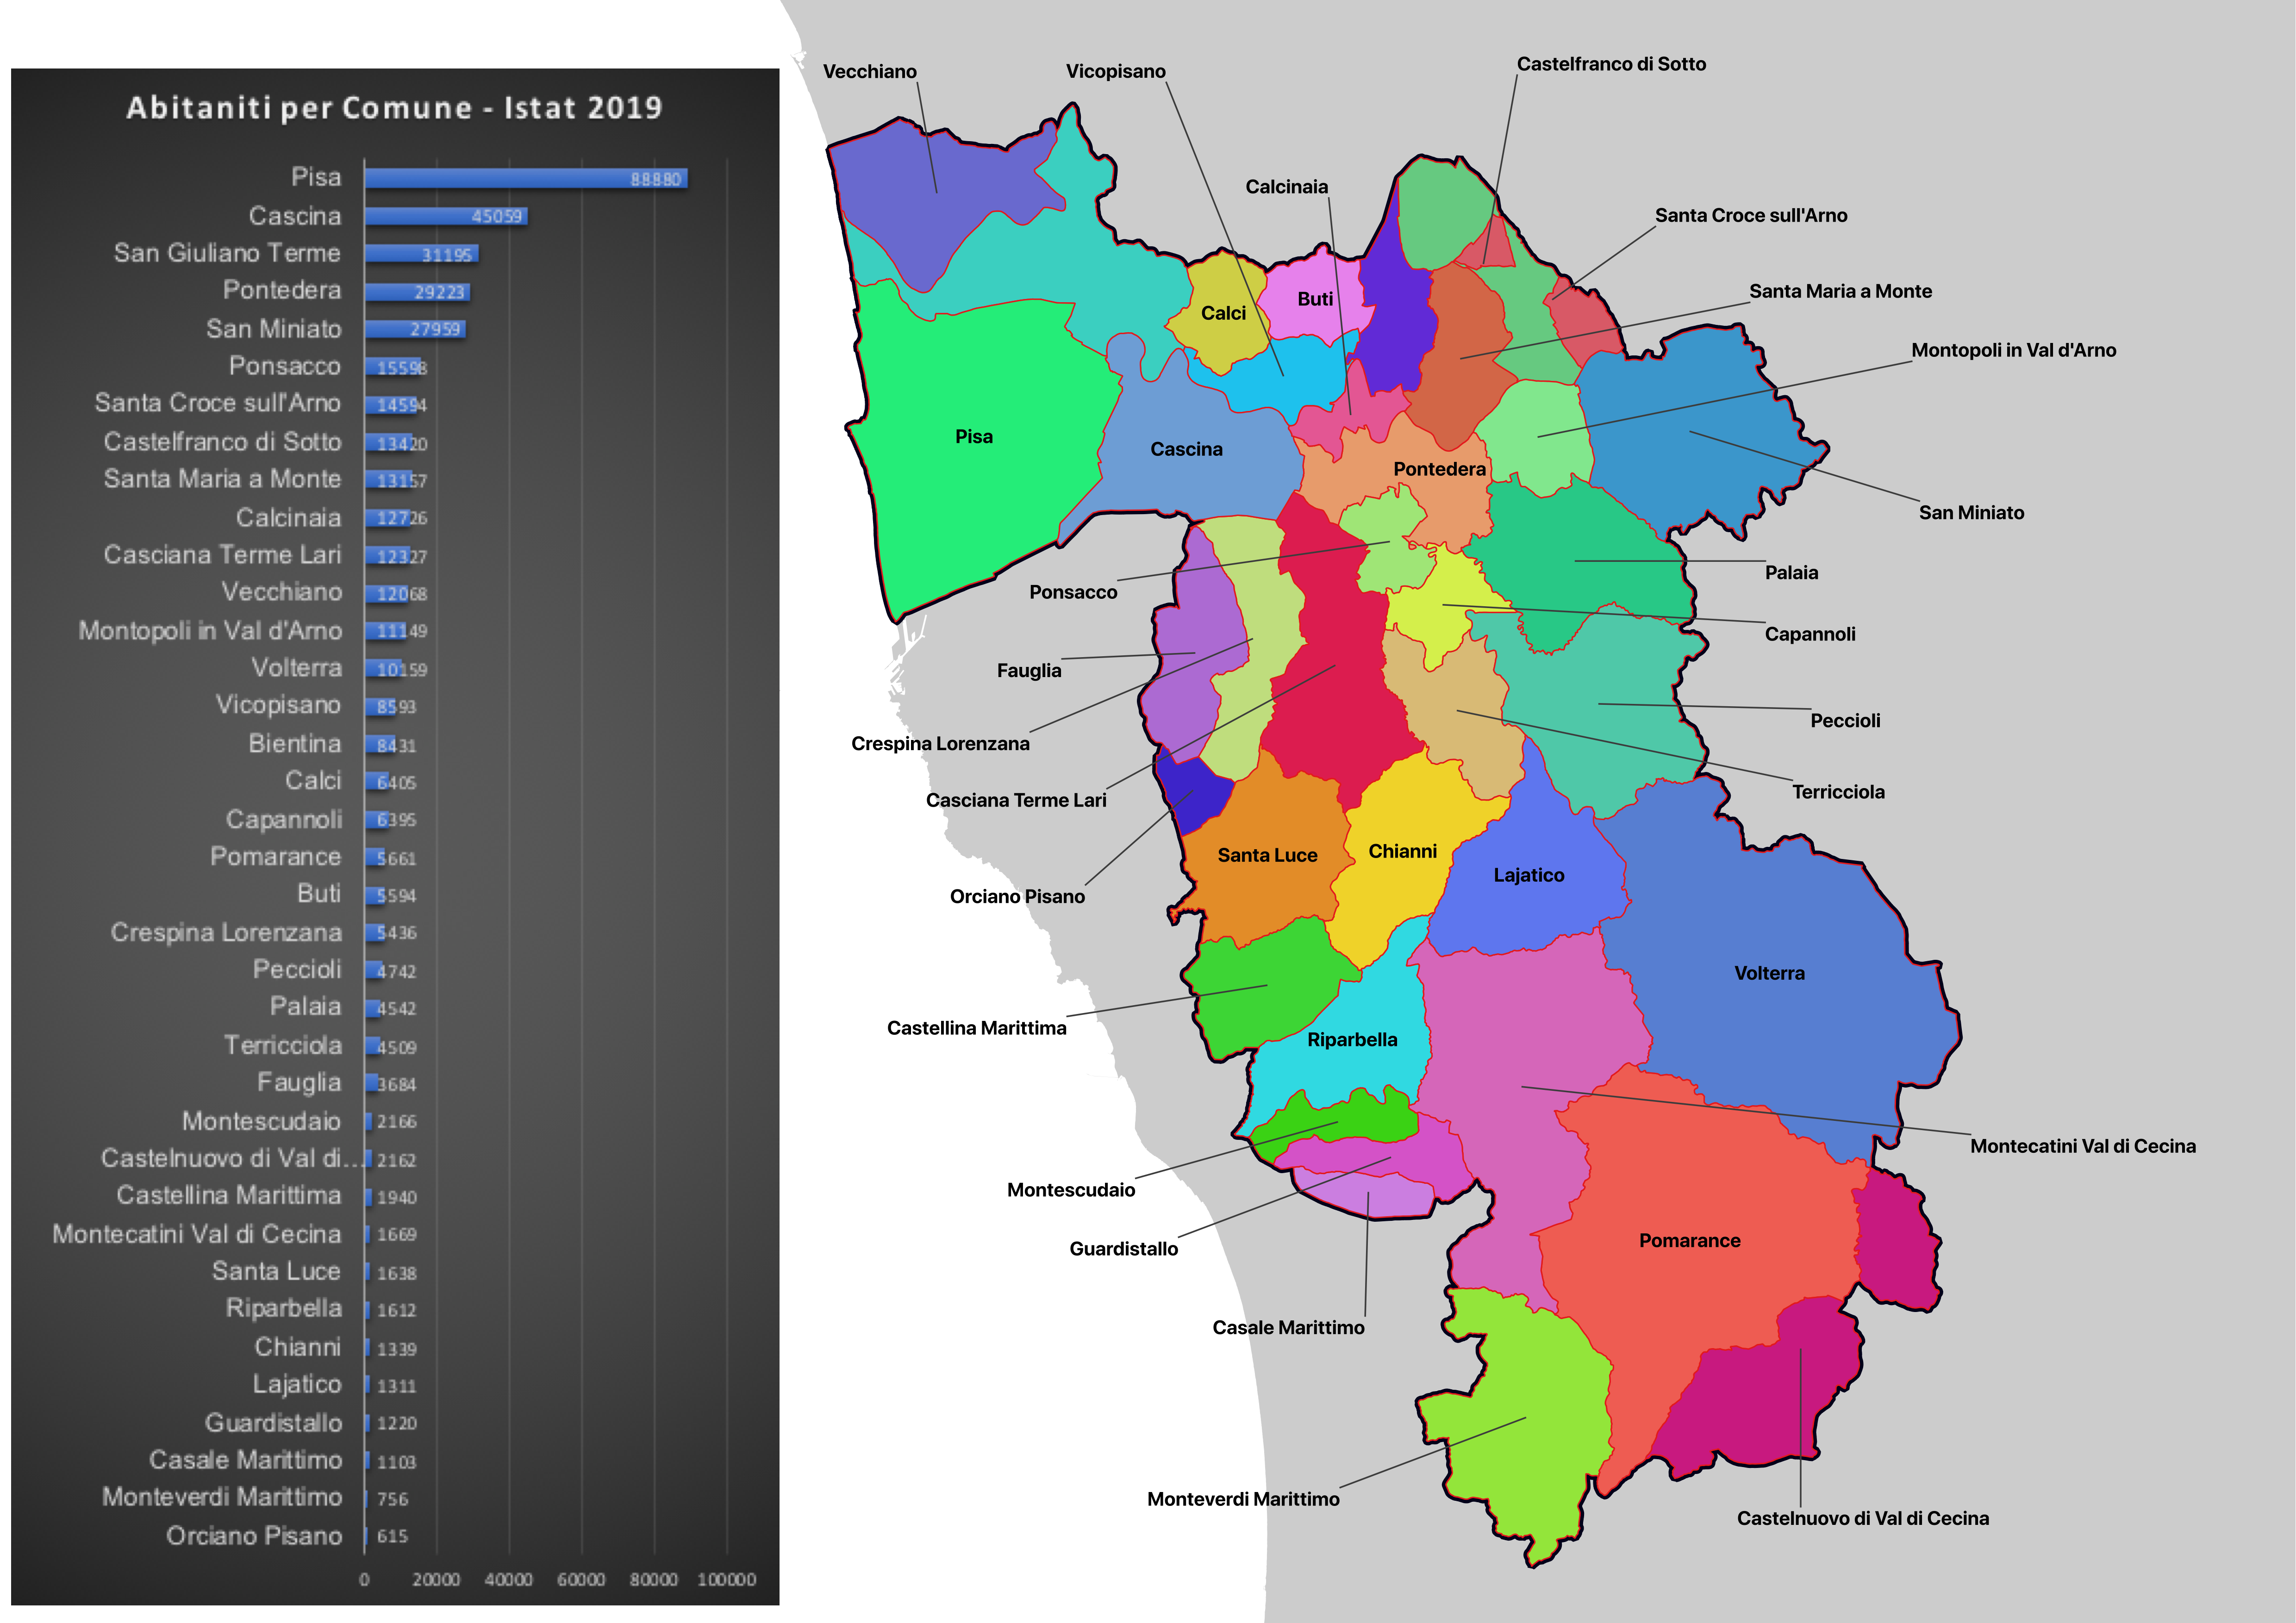 Abitaniti per Comune - Istat 2019
Pisa 88880
Cascina 45059
San Giuliano Terme 31195
Pontedera 29223
San Miniato 27959
Ponsacco 15598
Santa Croce sull'Arno 14594
Castelfranco di Sotto 13420
Santa Maria a Monte 13157
Calcinaia 12726
Casciana Terme Lari 12327
Vecchiano 12068
Montopoli in Val d'Arno 11149
Volterra 10159
Vicopisano 8593
Bientina 8431
Calci 6405
Capannoli 6395
Pomarance 5661
Buti 5594
Crespina Lorenzana 5436
Peccioli 4742
Palaia 4542
Terricciola 4509
Fauglia 3684
Montescudaio 2166
Castelnuovo di Val di... 2162
Castellina Marittima 1940
Montecatini Val di Cecina 1669
Santa Luce 1638
Riparbella 1612
Chianni 1339
Lajatico 1311
Guardistallo 1220
Casale Marittimo 1103
Monteverdi Marittimo 756
Orciano Pisano 615
0 20000 40000 60000 80000 100000
Vecchiano
Vicopisano
Castelfranco di Sotto
Calcinaia
Santa Croce sull'Arno
Calci
Buti
Santa Maria a Monte
Montopoli in Val d'Arno
Pisa
Cascina
Pontedera
San Miniato
Ponsacco
Palaia
Capannoli
Fauglia
Crespina Lorenzana
Peccioli
Casciana Terme Lari
Terricciola
Santa Luce
Chianni
Lajatico
Orciano Pisano
Volterra
Castellina Marittima
Riparbella
Montecatini Val di Cecina
Montescudaio
Guardistallo
Pomarance
Casale Marittimo
Monteverdi Marittimo
Castelnuovo di Val di Cecina